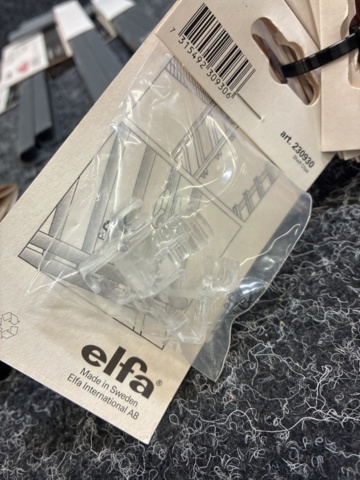 7 315492 309306
art. 230930
elfa®
Made in Sweden
Elfa International AB